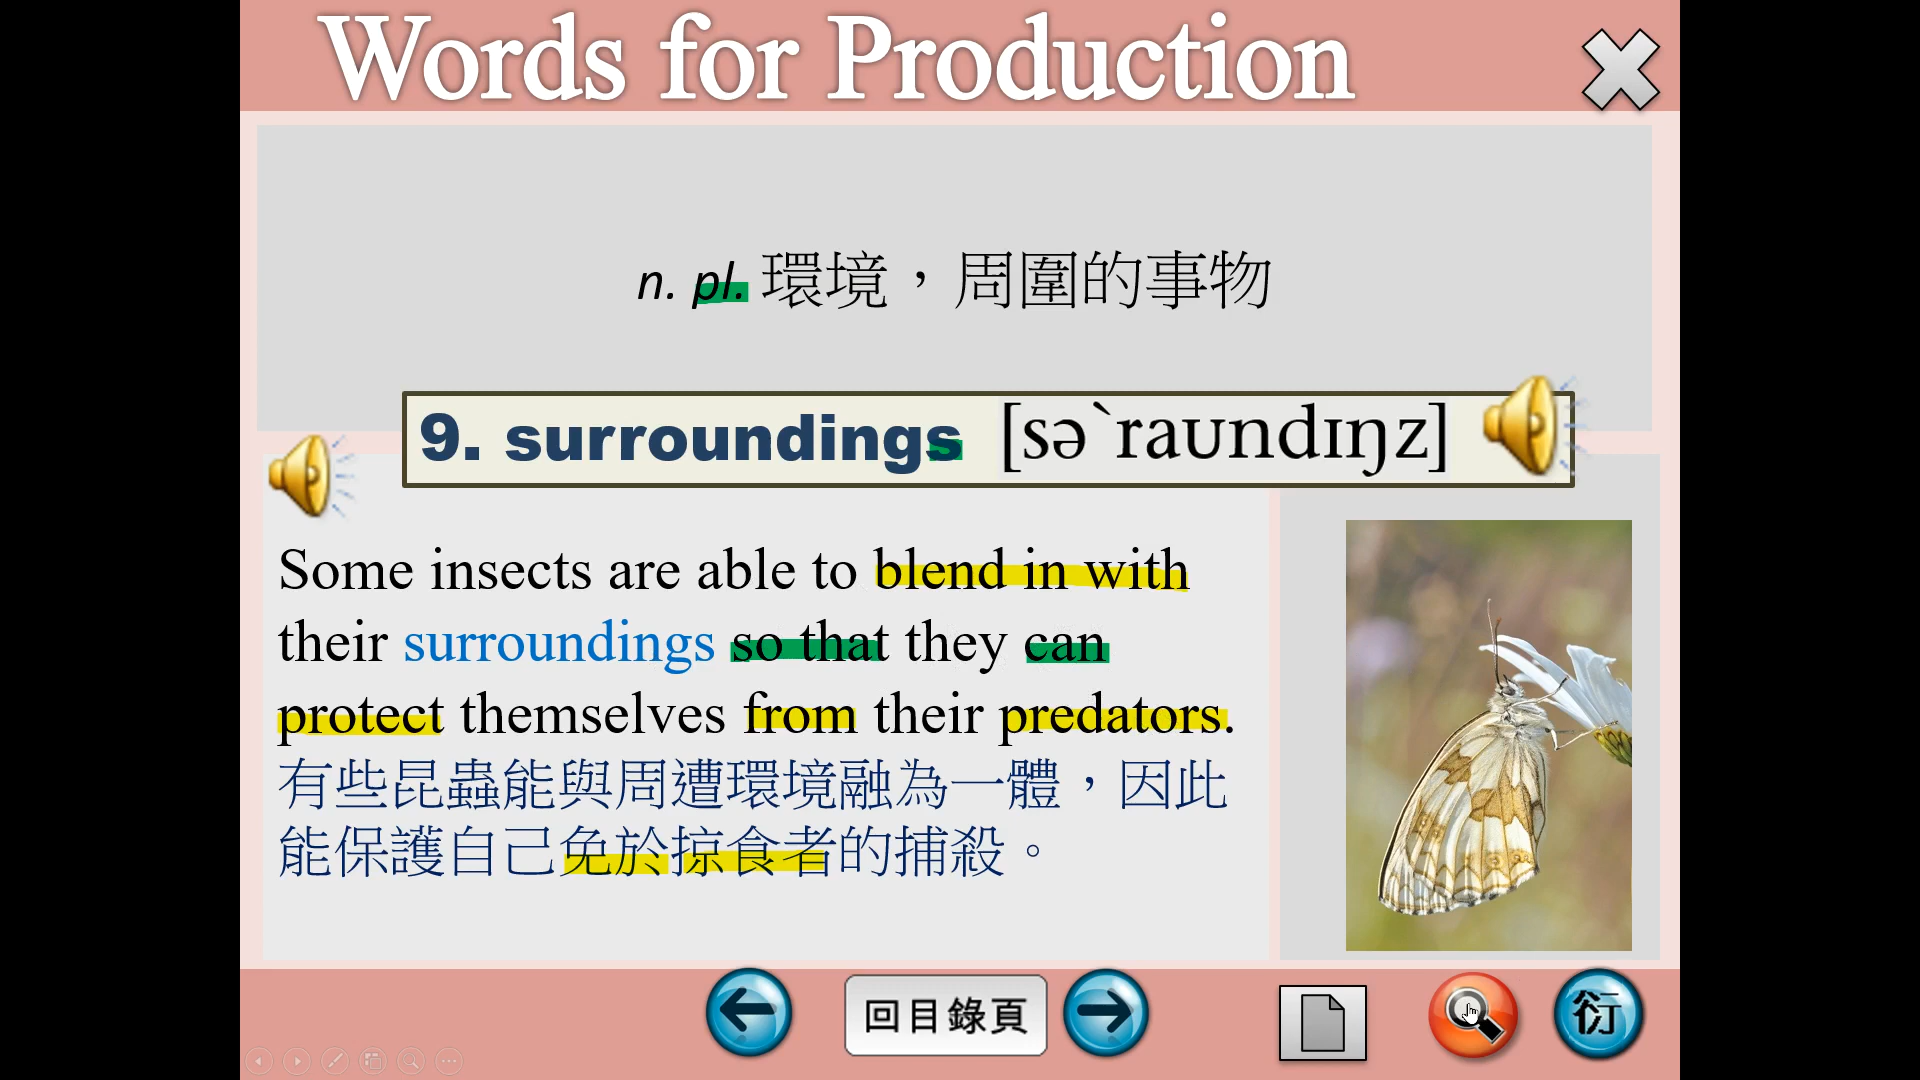 Words for Production
n. pl. 環境，周圍的事物
9. surroundings [səˋraʊndɪŋz]
Some insects are able to blend in with
their surroundings so that they can
protect themselves from their predators.
有些昆蟲能與周遭環境融為一體，因此
能保護自己免於掠食者的捕殺。
回目錄頁
衍